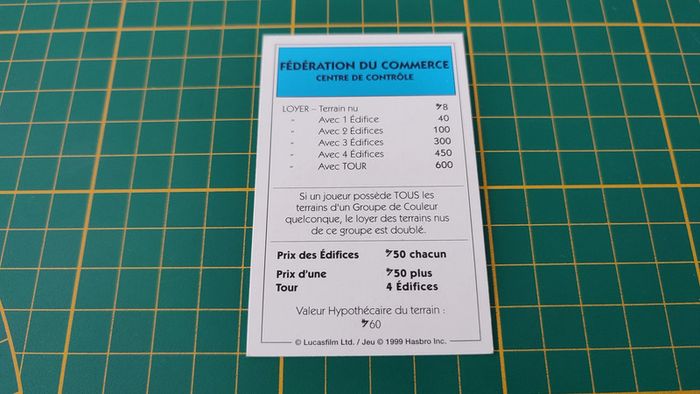 FÉDÉRATION DU COMMERCE
CENTRE DE CONTRÔLE
LOYER – Terrain nu 8
- Avec 1 Édifice 40
- Avec 2 Édifices 100
- Avec 3 Édifices 300
- Avec 4 Édifices 450
- Avec TOUR 600
Si un joueur possède TOUS les
terrains d'un Groupe de Couleur
quelconque, le loyer des terrains nus
de ce groupe est doublé.
Prix des Édifices 50 chacun
Prix d'une 50 plus
Tour 4 Édifices
Valeur Hypothécaire du terrain :
60
© Lucasfilm Ltd. / Jeu © 1999 Hasbro Inc.